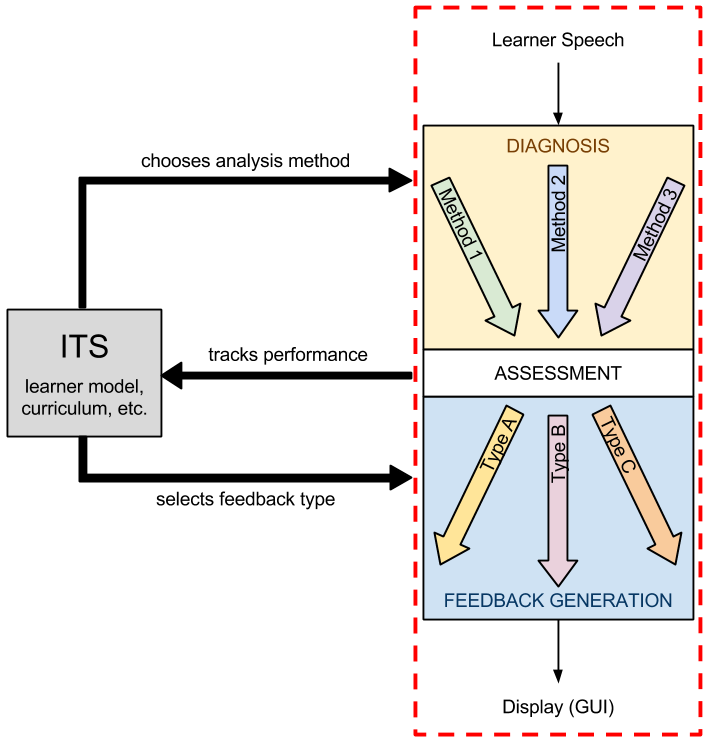 Learner Speech
DIAGNOSIS
chooses analysis method
Method 1
Method 2
Method 3
ITS
learner model,
curriculum, etc.
tracks performance
ASSESSMENT
Type A
Type B
Type C
selects feedback type
FEEDBACK GENERATION
Display (GUI)